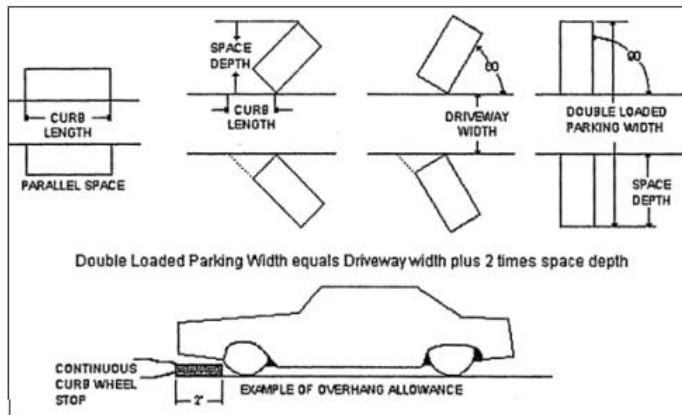 SPACE
DEPTH
60
90
CURB
LENGTH
CURB
LENGTH
DRIVEWAY
WIDTH
DOUBLE LOADED
PARKING WIDTH
PARALLEL SPACE
SPACE
DEPTH
Double Loaded Parking Width equals Driveway width plus 2 times space depth
CONTINUOUS
CURB WHEEL
STOP
2'
EXAMPLE OF OVERHANG ALLOWANCE